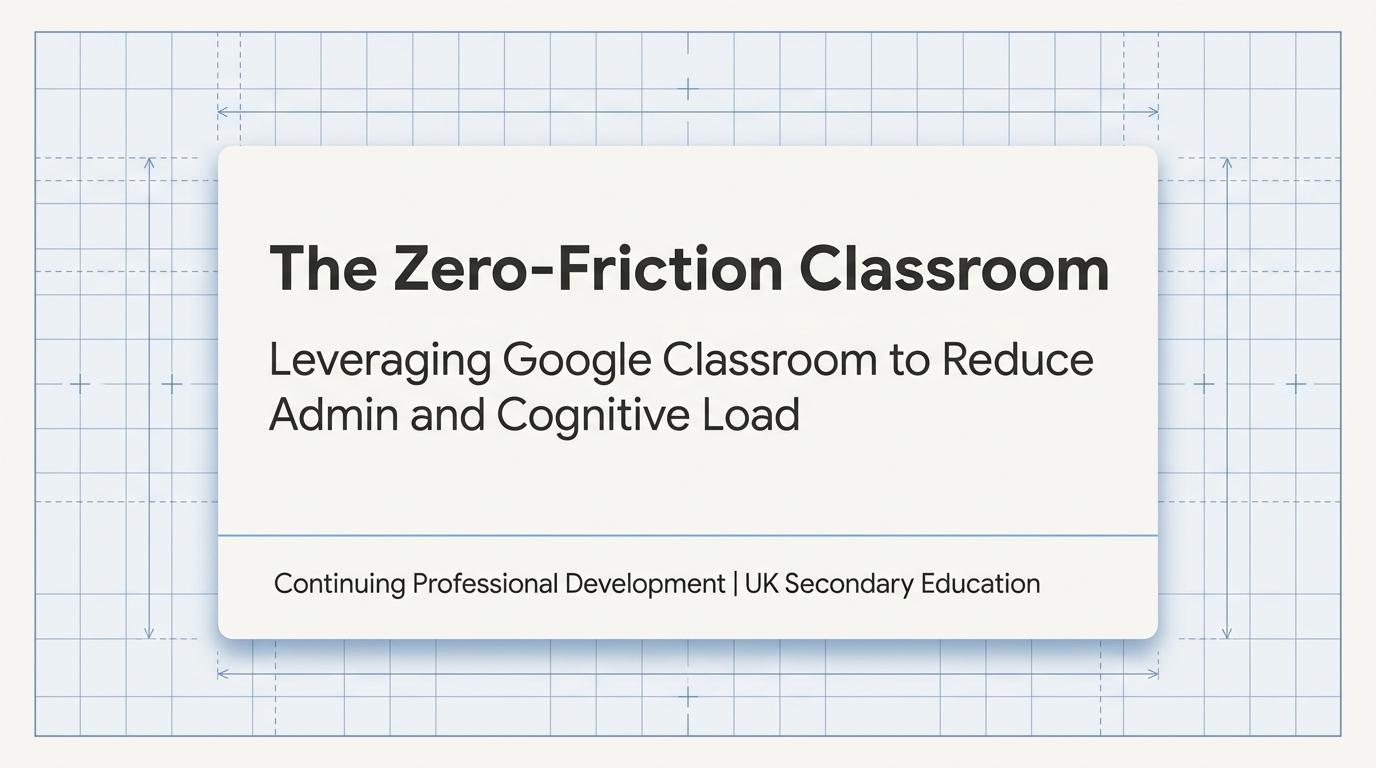 The Zero-Friction Classroom
Leveraging Google Classroom to Reduce
Admin and Cognitive Load
Continuing Professional Development | UK Secondary Education